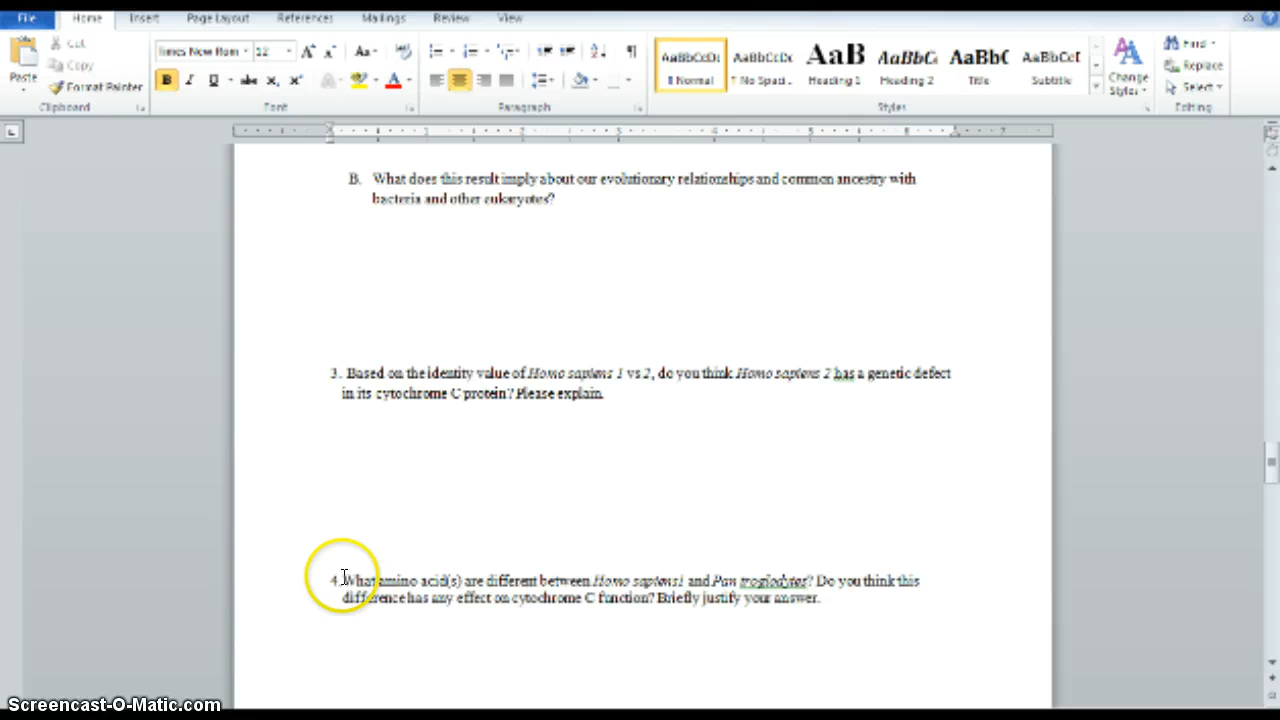 File Home Insert Page Layout References Mailings Review View
Paste Cut Copy Format Painter Clipboard
Times New Rom 12 Aa
B I U abc x, x A Font
Paragraph
AaBbCcDc Normal AaBbCcDc No Spaci... AaB Heading 1 AaBbC Heading 2 AaBbC Title AaBbCcI Subtitle Change Styles Styles
Find Replace Select Editing
B. What does this result imply about our evolutionary relationships and common ancestry with
bacteria and other eukaryotes?
3. Based on the identity value of Homo sapiens 1 vs 2, do you think Homo sapiens 2 has a genetic defect
in its cytochrome C protein? Please explain.
4. What amino acid(s) are different between Homo sapiens1 and Pan troglodytes? Do you think this
difference has any effect on cytochrome C function? Briefly justify your answer.
Screencast-O-Matic.com